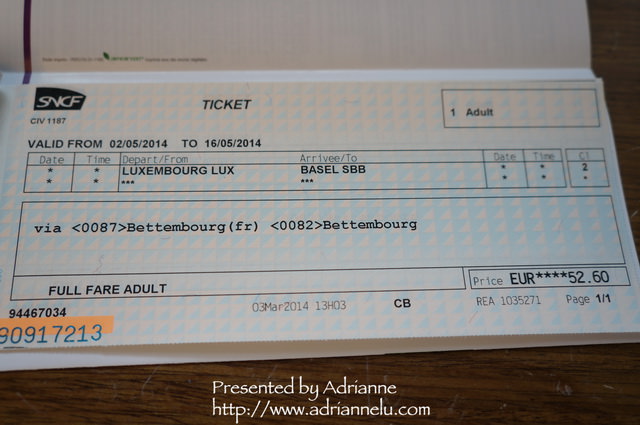 SNCF
TICKET
1 Adult
CIV 1187
VALID FROM 02/05/2014 TO 16/05/2014
Date Time Depart/From Arrivee/To Date Time Cl
* * LUXEMBOURG LUX BASEL SBB * * 2
* * *** *** * * *
via <0087>Bettembourg(fr) <0082>Bettembourg
FULL FARE ADULT Price EUR****52.60
94467034 03Mar2014 13H03 CB REA 1035271 Page 1/1
90917213
Presented by Adrianne
http://www.adriannelu.com